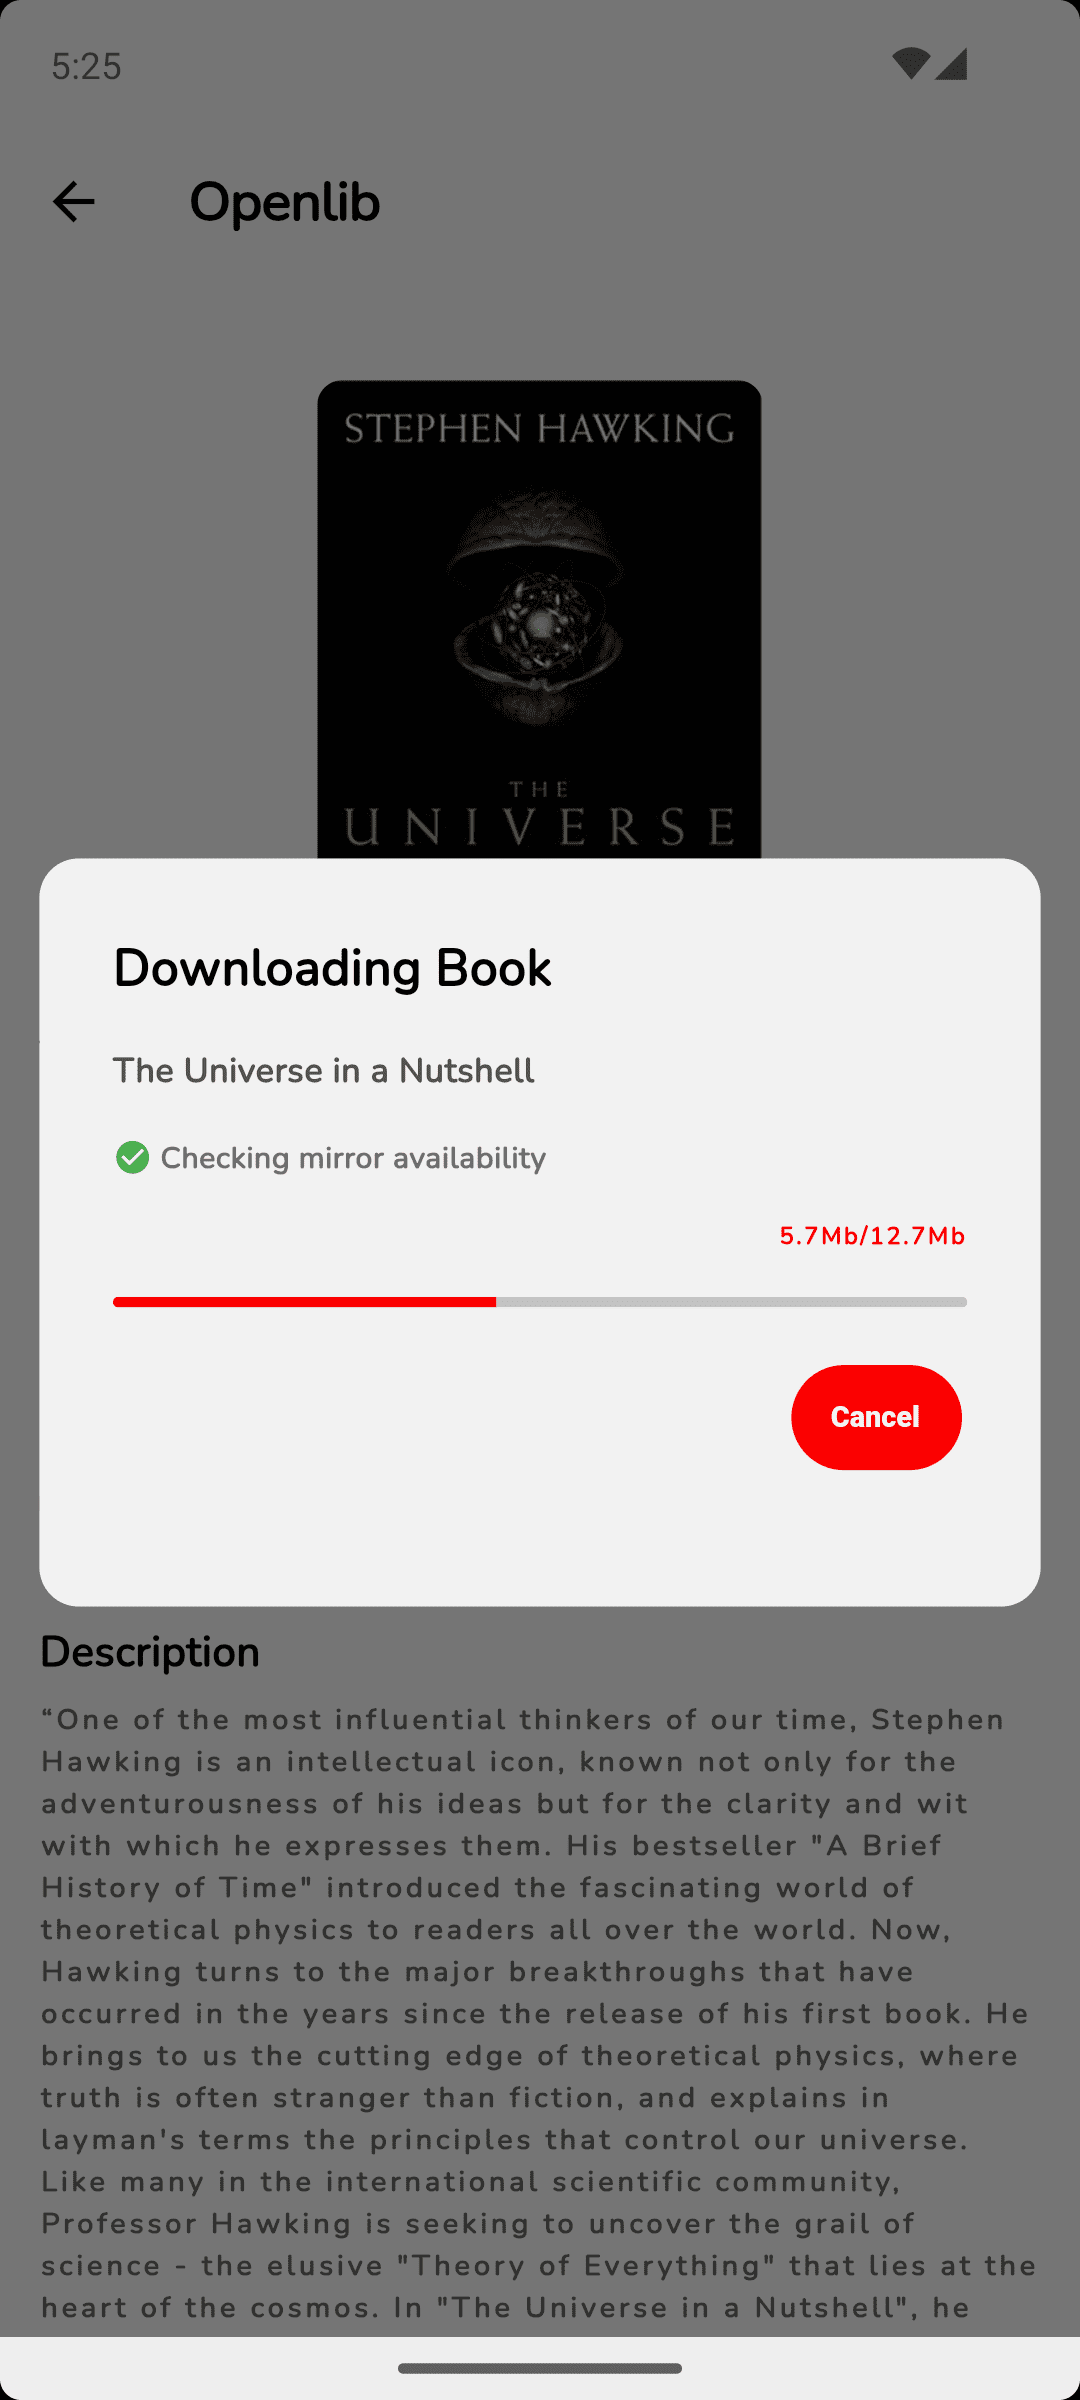 5:25
Openlib
STEPHEN HAWKING
THE
UNIVERSE
Downloading Book
The Universe in a Nutshell
Checking mirror availability
5.7Mb/12.7Mb
Cancel
Description
“One of the most influential thinkers of our time, Stephen
Hawking is an intellectual icon, known not only for the
adventurousness of his ideas but for the clarity and wit
with which he expresses them. His bestseller "A Brief
History of Time" introduced the fascinating world of
theoretical physics to readers all over the world. Now,
Hawking turns to the major breakthroughs that have
occurred in the years since the release of his first book. He
brings to us the cutting edge of theoretical physics, where
truth is often stranger than fiction, and explains in
layman's terms the principles that control our universe.
Like many in the international scientific community,
Professor Hawking is seeking to uncover the grail of
science - the elusive "Theory of Everything" that lies at the
heart of the cosmos. In "The Universe in a Nutshell", he